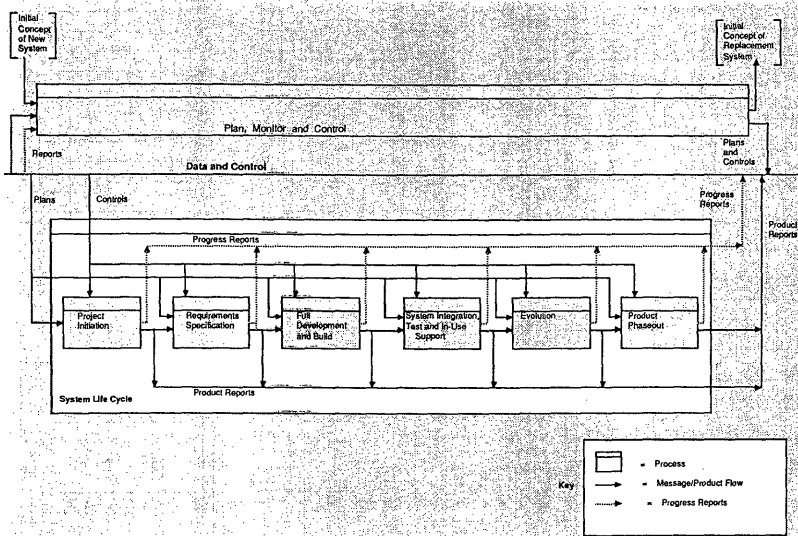 Initial
Concept
of New
System
Initial
Concept of
Replacement
System
Plan, Monitor and Control
Reports
Data and Control
Plans
and
Controls
Plans
Controls
Progress
Reports
Product
Reports
Progress Reports
Project
Initiation
Requirements
Specification
Full
Development
and Build
System Integration,
Test and In-Use
Support
Evolution
Product
Phaseout
Product Reports
System Life Cycle
Key
= Process
= Message/Product Flow
= Progress Reports